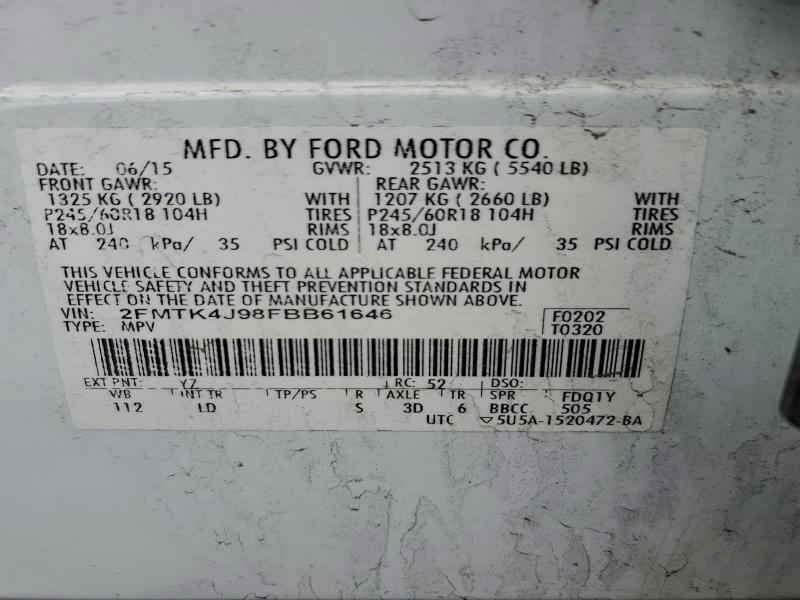 MFD. BY FORD MOTOR CO.
DATE: 06/15 GVWR: 2513 KG ( 5540 LB)
FRONT GAWR: REAR GAWR:
1325 KG ( 2920 LB) WITH 1207 KG ( 2660 LB) WITH
P245/60R18 104H TIRES P245/60R18 104H TIRES
18x8.0J RIMS 18x8.0J RIMS
AT 240 kPa/ 35 PSI COLD AT 240 kPa/ 35 PSI COLD
THIS VEHICLE CONFORMS TO ALL APPLICABLE FEDERAL MOTOR
VEHICLE SAFETY AND THEFT PREVENTION STANDARDS IN
EFFECT ON THE DATE OF MANUFACTURE SHOWN ABOVE.
VIN: 2FMTK4J98FBB61646 F0202
TYPE: MPV T0320
EXT PNT: YZ RC: 52 DSO: FDQ1Y
WB INT TR TP/PS R AXLE TR SPR
112 LD S 3D 6 BBCC 505
UTC ▽5U5A-1520472-BA